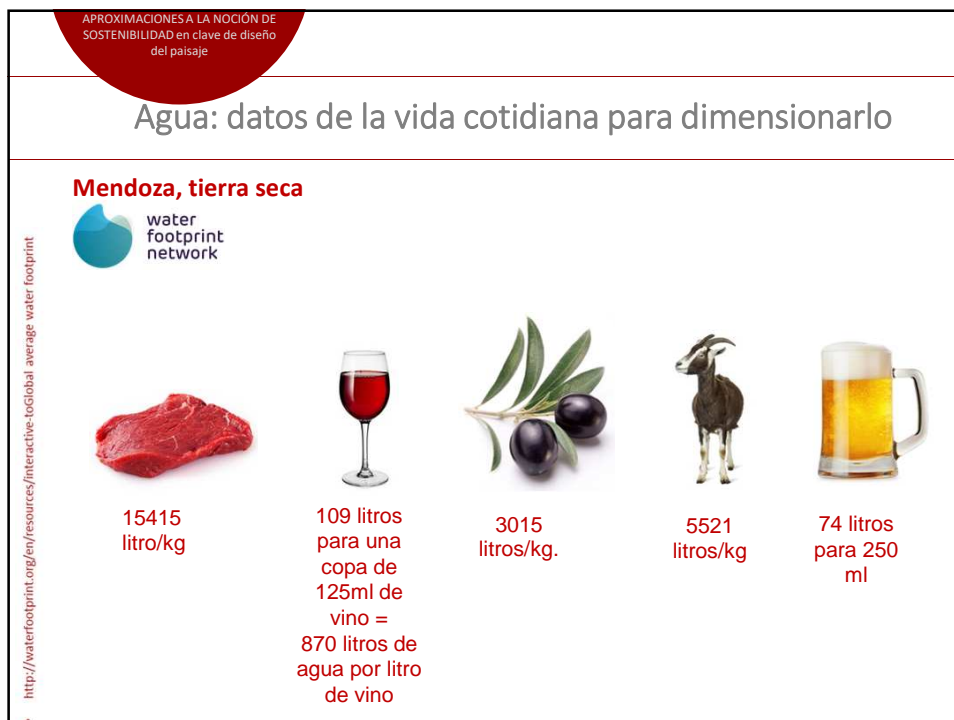 APROXIMACIONES A LA NOCIÓN DE
SOSTENIBILIDAD en clave de diseño
del paisaje
Agua: datos de la vida cotidiana para dimensionarlo
Mendoza, tierra seca
water
footprint
network
http://waterfootprint.org/en/resources/interactive-toGlobal average water footprint
15415
litro/kg
109 litros
para una
copa de
125ml de
vino =
870 litros de
agua por litro
de vino
3015
litros/kg.
5521
litros/kg
74 litros
para 250
ml